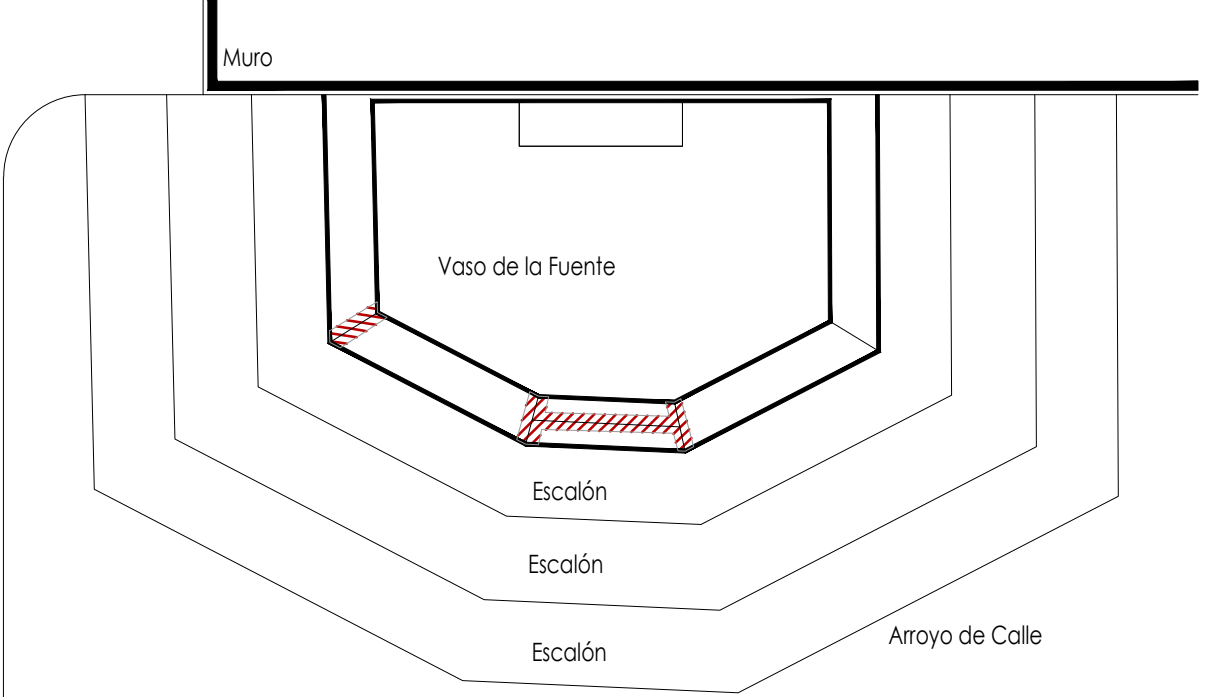 Muro
Vaso de la Fuente
Escalón
Escalón
Arroyo de Calle
Escalón